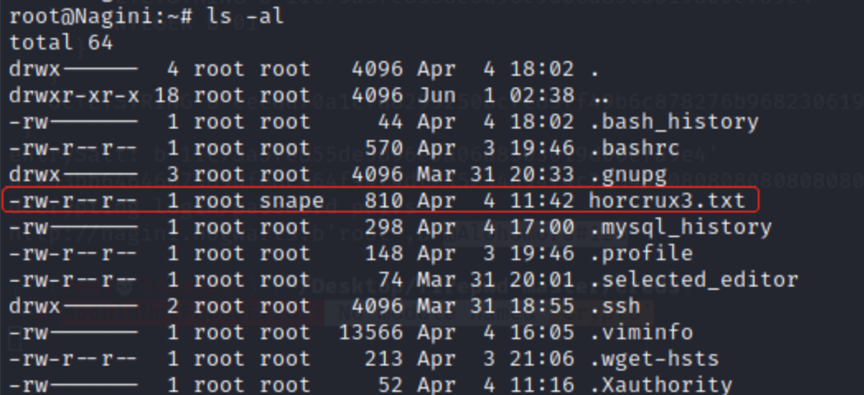 root@Nagini:~# ls -al
total 64
drwx------  4 root root   4096 Apr  4 18:02 .
drwxr-xr-x 18 root root   4096 Jun  1 02:38 ..
-rw-------  1 root root     44 Apr  4 18:02 .bash_history
-rw-r--r--  1 root root    570 Apr  3 19:46 .bashrc
drwx------  3 root root   4096 Mar 31 20:33 .gnupg
-rw-r--r--  1 root snape   810 Apr  4 11:42 horcrux3.txt
-rw-------  1 root root    298 Apr  4 17:00 .mysql_history
-rw-r--r--  1 root root    148 Apr  3 19:46 .profile
-rw-r--r--  1 root root     74 Mar 31 20:01 .selected_editor
drwx------  2 root root   4096 Mar 31 18:55 .ssh
-rw-------  1 root root  13566 Apr  4 16:05 .viminfo
-rw-r--r--  1 root root    213 Apr  3 21:06 .wget-hsts
-rw-------  1 root root     52 Apr  4 11:16 .Xauthority